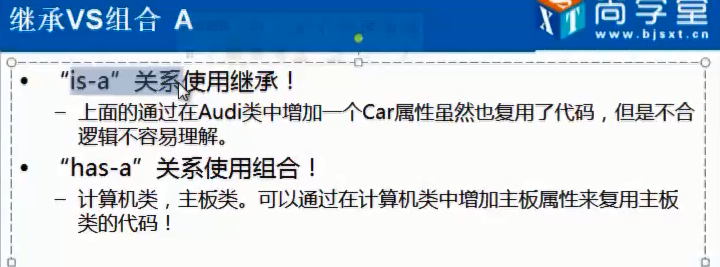 继承VS组合 A
尚学堂
www.bjsxt.cn
• “is-a”关系使用继承！
– 上面的通过在Audi类中增加一个Car属性虽然也复用了代码，但是不合
逻辑不容易理解。
• “has-a”关系使用组合！
– 计算机类，主板类。可以通过在计算机类中增加主板属性来复用主板
类的代码！